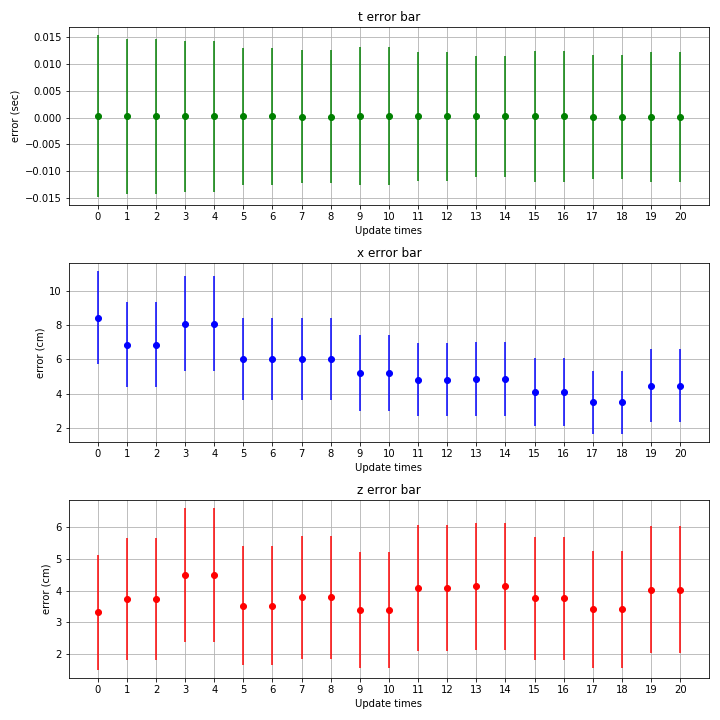 t error bar
0.015
0.010
0.005
0.000
−0.005
−0.010
−0.015
error (sec)
0 1 2 3 4 5 6 7 8 9 10 11 12 13 14 15 16 17 18 19 20
Update times
x error bar
10
8
6
4
2
error (cm)
0 1 2 3 4 5 6 7 8 9 10 11 12 13 14 15 16 17 18 19 20
Update times
z error bar
6
5
4
3
2
error (cm)
0 1 2 3 4 5 6 7 8 9 10 11 12 13 14 15 16 17 18 19 20
Update times